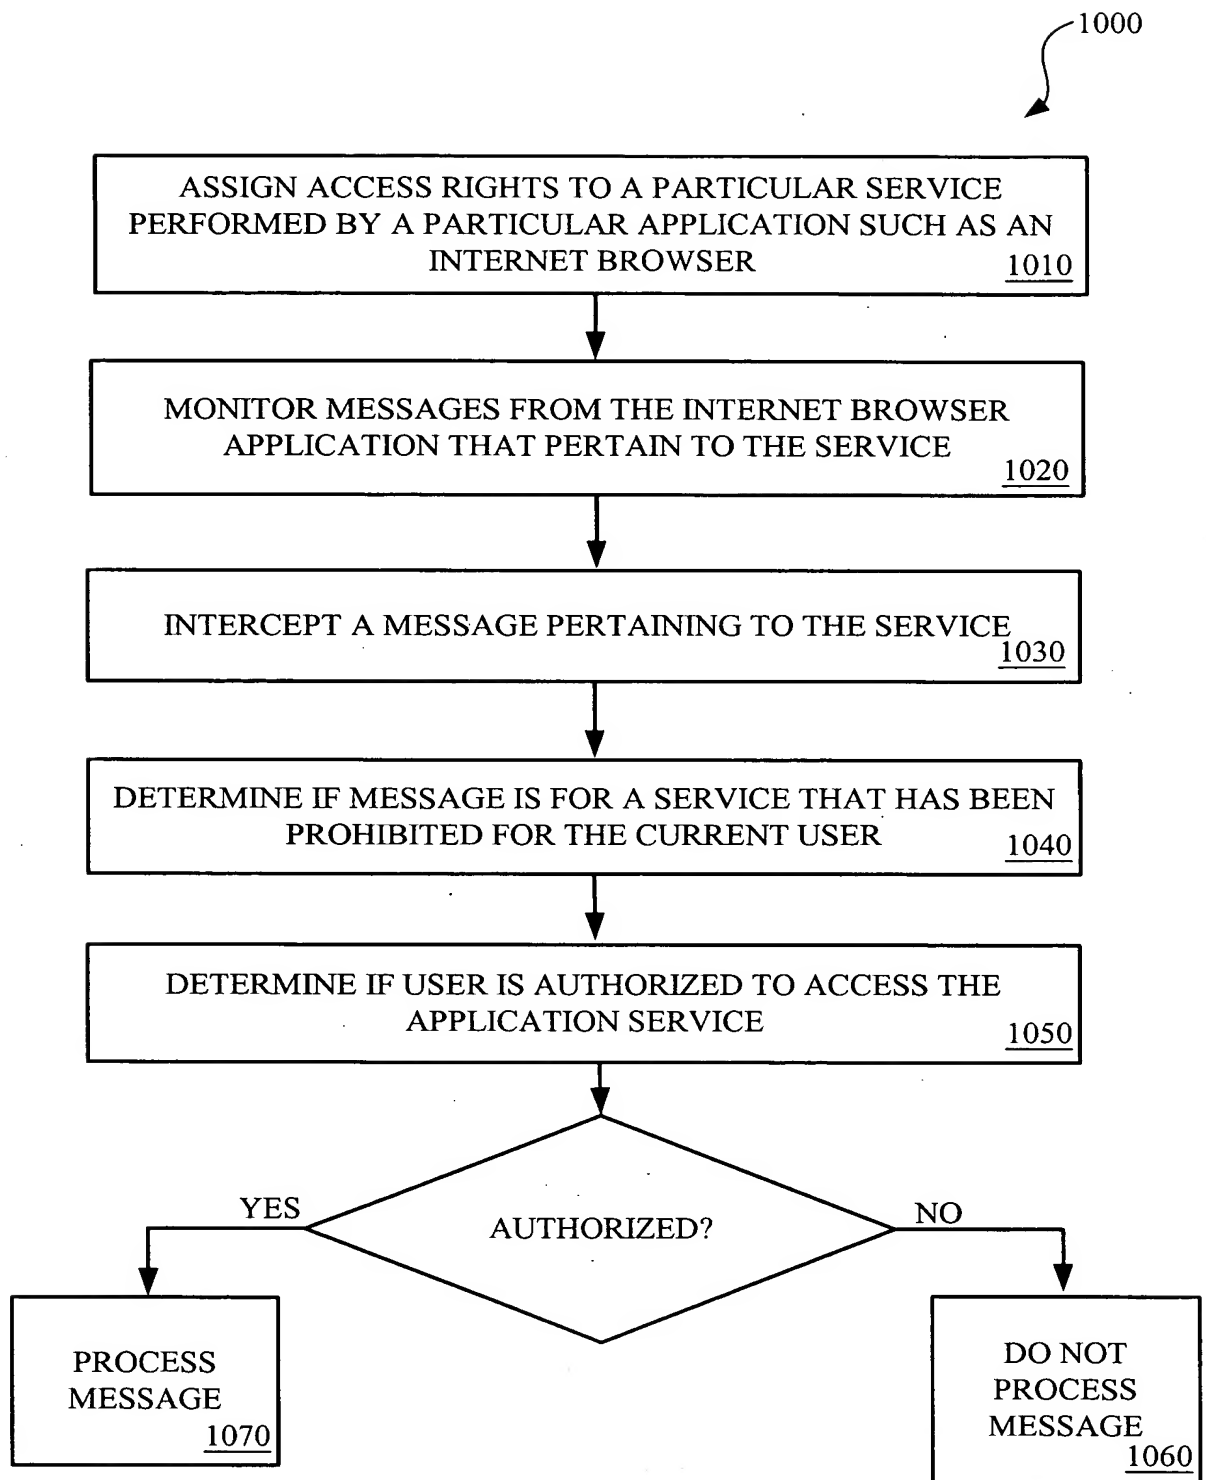 1000
ASSIGN ACCESS RIGHTS TO A PARTICULAR SERVICE
PERFORMED BY A PARTICULAR APPLICATION SUCH AS AN
INTERNET BROWSER
1010
MONITOR MESSAGES FROM THE INTERNET BROWSER
APPLICATION THAT PERTAIN TO THE SERVICE
1020
INTERCEPT A MESSAGE PERTAINING TO THE SERVICE
1030
DETERMINE IF MESSAGE IS FOR A SERVICE THAT HAS BEEN
PROHIBITED FOR THE CURRENT USER
1040
DETERMINE IF USER IS AUTHORIZED TO ACCESS THE
APPLICATION SERVICE
1050
YES
AUTHORIZED?
NO
PROCESS
MESSAGE
1070
DO NOT
PROCESS
MESSAGE
1060